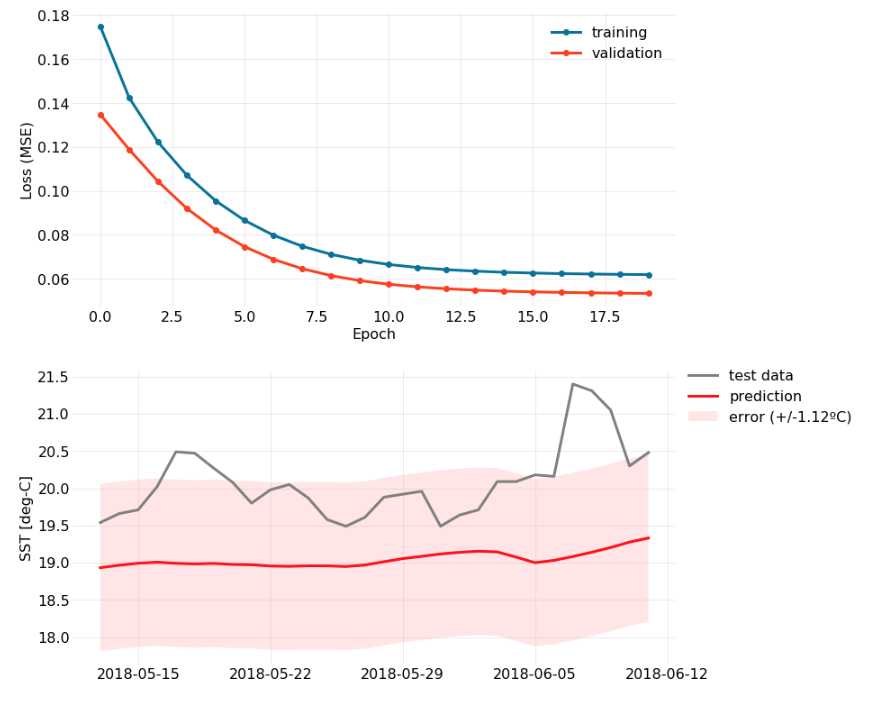 0.18
0.16
0.14
0.12
0.10
0.08
0.06
Loss (MSE)
training
validation
0.0 2.5 5.0 7.5 10.0 12.5 15.0 17.5
Epoch
21.5
21.0
20.5
20.0
19.5
19.0
18.5
18.0
SST [deg-C]
test data
prediction
error (+/-1.12ºC)
2018-05-15 2018-05-22 2018-05-29 2018-06-05 2018-06-12